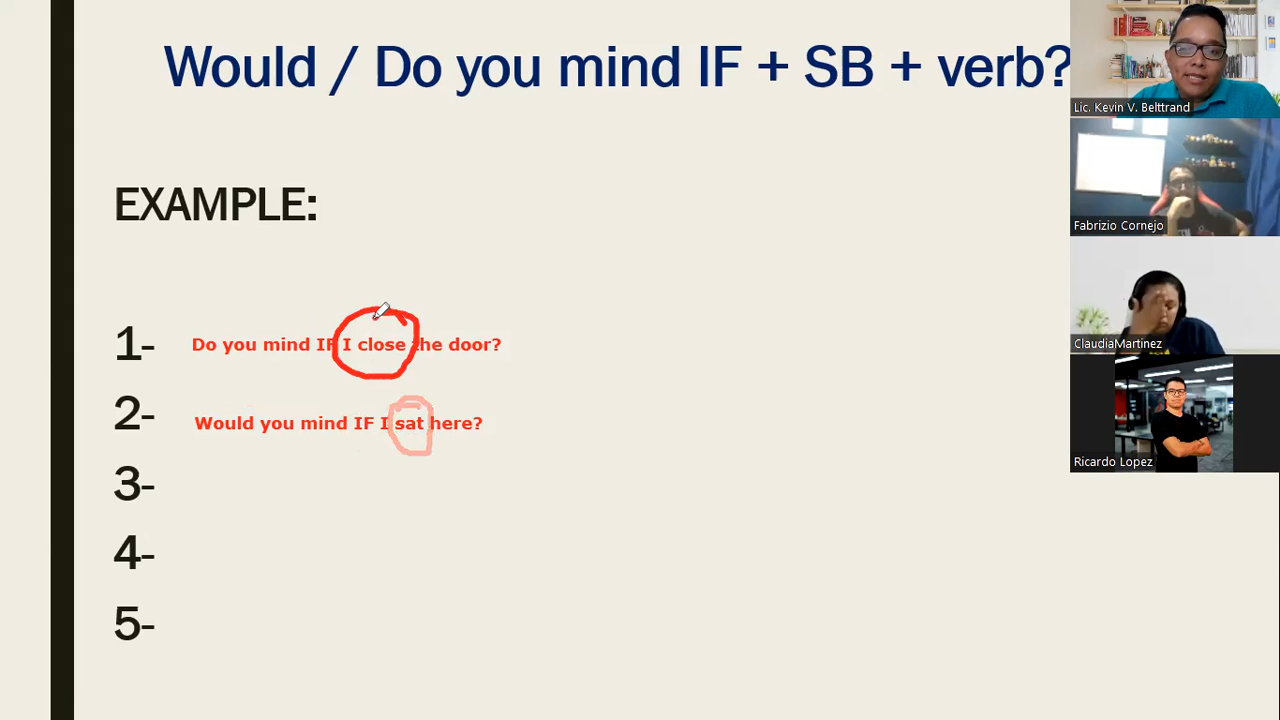 Would / Do you mind IF + SB + verb?
EXAMPLE:
1- Do you mind IF I close the door?
2- Would you mind IF I sat here?
3-
4-
5-
Lic. Kevin V. Belttrand
Fabrizio Cornejo
ClaudiaMartinez
Ricardo Lopez